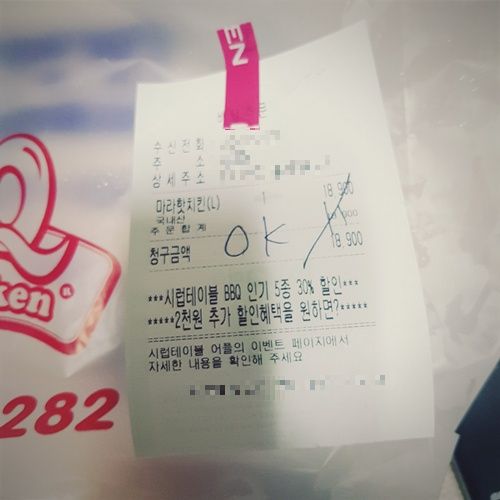 EN
수신전화
주 소
상세주소
마라핫치킨(L) 1 18 900
국내산
주문합계 18 900
청구금액 18 900
OK
***시럽테이블 BBQ 인기 5종 30% 할인***
*****2천원 추가 할인혜택을 원하면?*****
시럽테이블 어플의 이벤트 페이지에서
자세한 내용을 확인해 주세요
Q
ken®
282